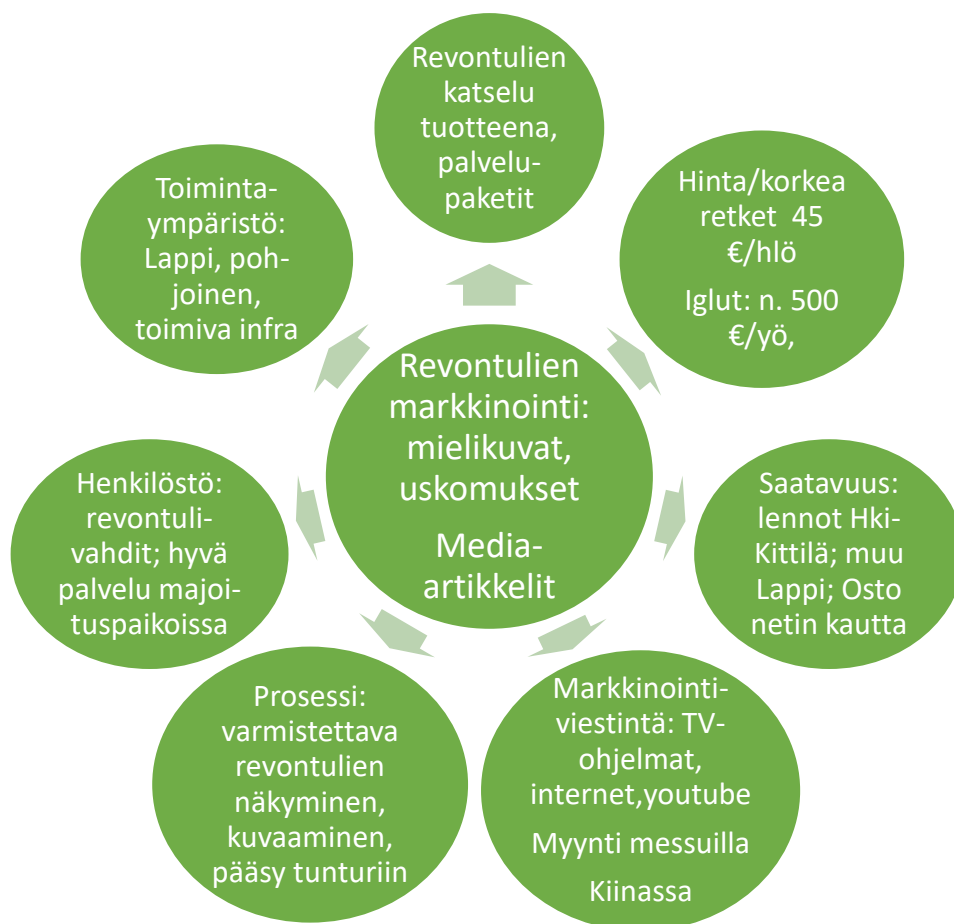 Revontulien
katselu
tuotteena,
palvelu-
paketit
Hinta/korkea
retket 45
€/hlö
Iglut: n. 500
€/yö,
Saatavuus:
lennot Hki-
Kittilä; muu
Lappi; Osto
netin kautta
Markkinointi-
viestintä: TV-
ohjelmat,
internet,youtube
Myynti messuilla
Kiinassa
Prosessi:
varmistettava
revontulien
näkyminen,
kuvaaminen,
pääsy tunturiin
Henkilöstö:
revontuli-
vahdit; hyvä
palvelu majoi-
tuspaikoissa
Toiminta-
ympäristö:
Lappi, poh-
joinen,
toimiva infra
Revontulien
markkinointi:
mielikuvat,
uskomukset
Media-
artikkelit